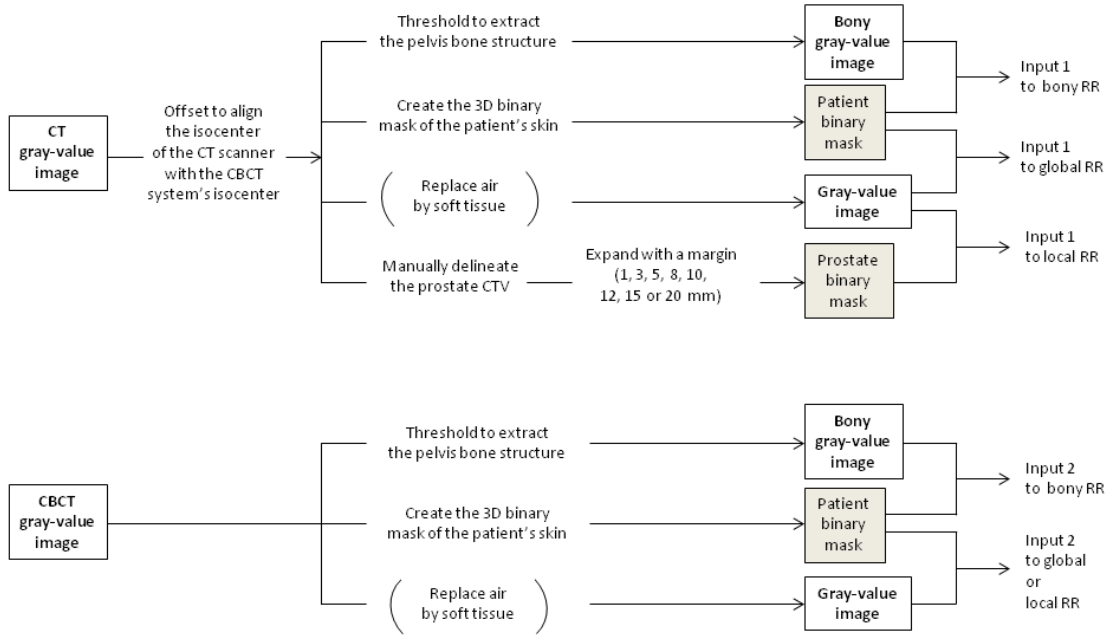 CT
gray-value
image
Offset to align
the isocenter
of the CT scanner
with the CBCT
system's isocenter
Threshold to extract
the pelvis bone structure
Bony
gray-value
image
Create the 3D binary
mask of the patient's skin
Patient
binary
mask
Replace air
by soft tissue
Gray-value
image
Manually delineate
the prostate CTV
Expand with a margin
(1, 3, 5, 8, 10,
12, 15 or 20 mm)
Prostate
binary
mask
Input 1
to bony RR
Input 1
to global RR
Input 1
to local RR
CBCT
gray-value
image
Threshold to extract
the pelvis bone structure
Bony
gray-value
image
Create the 3D binary
mask of the patient's skin
Patient
binary
mask
Replace air
by soft tissue
Gray-value
image
Input 2
to bony RR
Input 2
to global
or
local RR